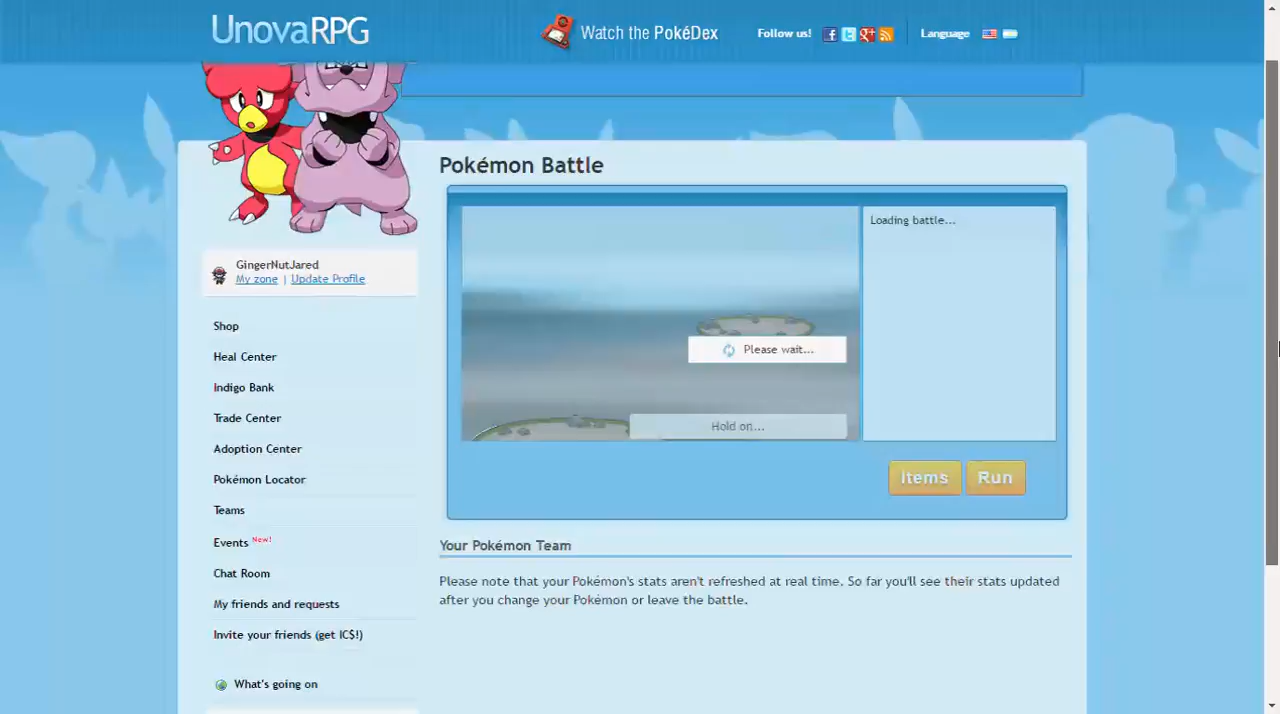 UnovaRPG
Watch the PokéDex
Follow us!
Language
Pokémon Battle
Loading battle...
Please wait...
Hold on...
Items
Run
GingerNutJared
My zone | Update Profile
Shop
Heal Center
Indigo Bank
Trade Center
Adoption Center
Pokémon Locator
Teams
Events New!
Chat Room
My friends and requests
Invite your friends (get IC$!)
What's going on
Your Pokémon Team
Please note that your Pokémon's stats aren't refreshed at real time. So far you'll see their stats updated
after you change your Pokémon or leave the battle.